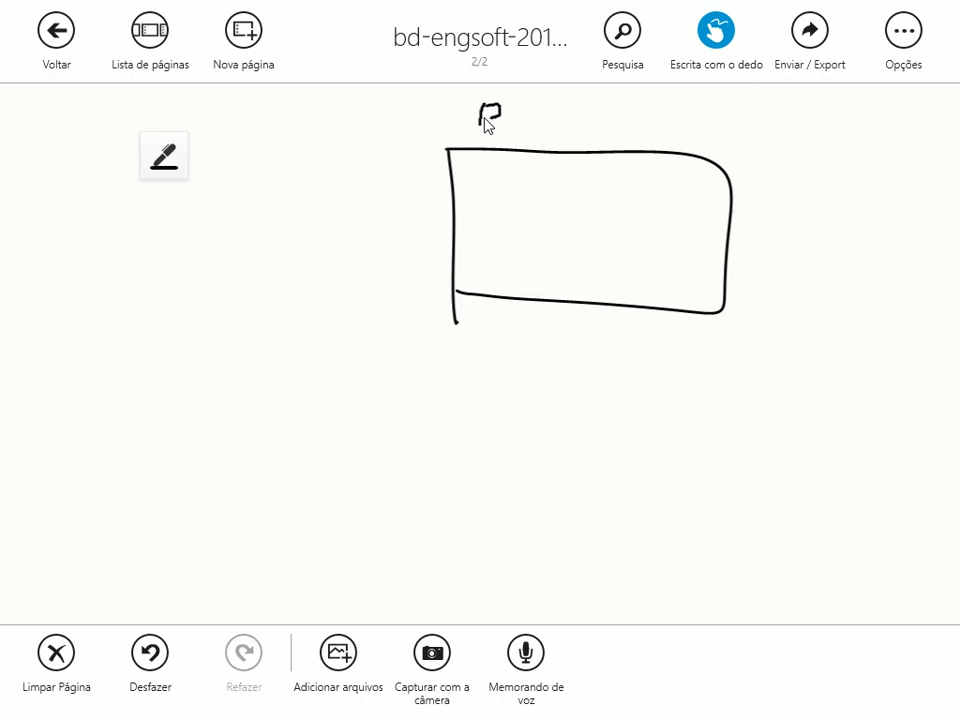 Voltar
Lista de páginas
Nova página
bd-engsoft-201...
2/2
Pesquisa
Escrita com o dedo
Enviar / Export
Opções
Limpar Página
Desfazer
Refazer
Adicionar arquivos
Capturar com a
câmera
Memorando de
voz